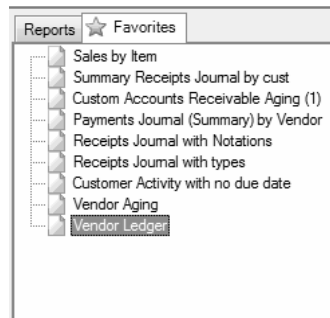 Reports Favorites
Sales by Item
Summary Receipts Journal by cust
Custom Accounts Receivable Aging (1)
Payments Journal (Summary) by Vendor
Receipts Journal with Notations
Receipts Journal with types
Customer Activity with no due date
Vendor Aging
Vendor Ledger